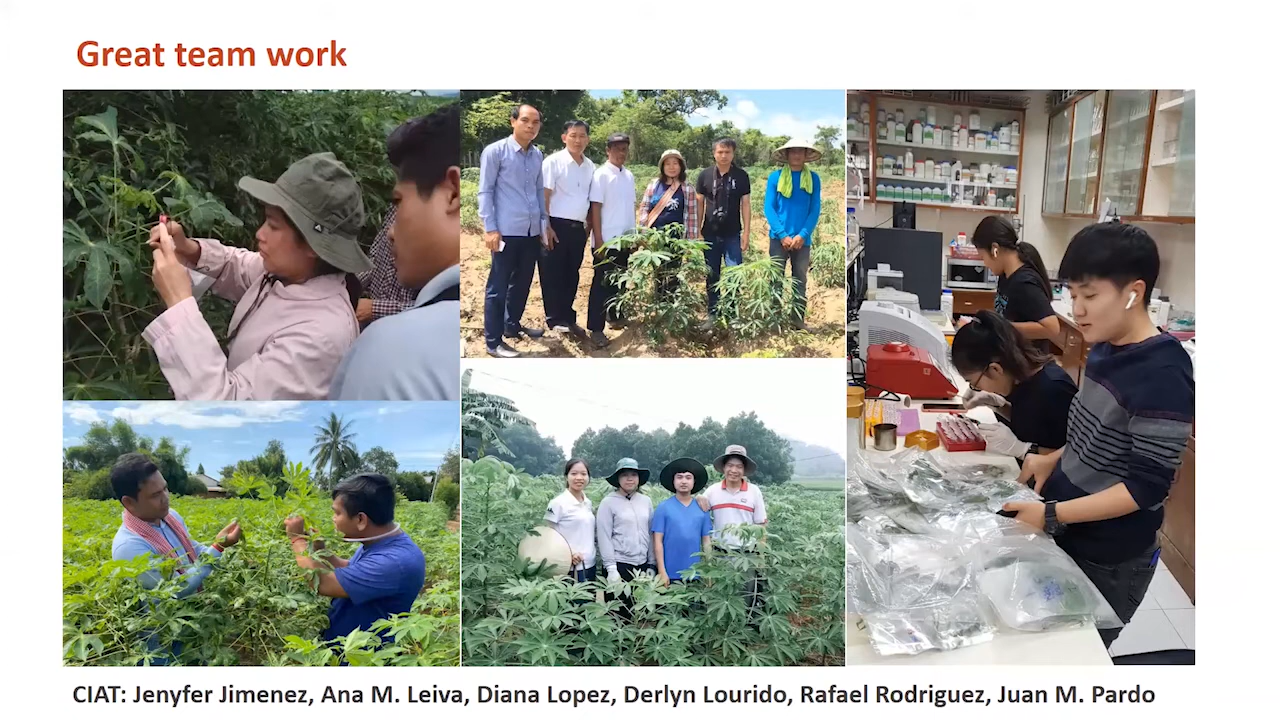 Great team work
CIAT: Jenyfer Jimenez, Ana M. Leiva, Diana Lopez, Derlyn Lourido, Rafael Rodriguez, Juan M. Pardo